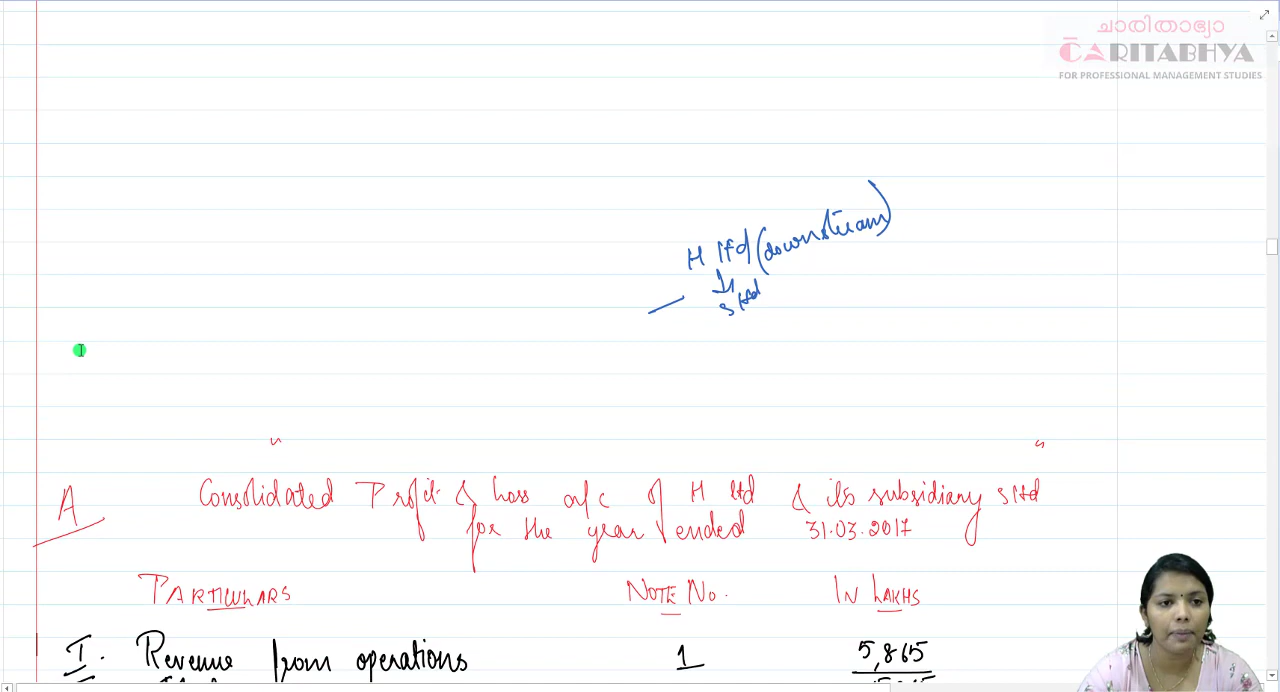 ചാരിതാഭ്യാ
CARITABHYA
FOR PROFESSIONAL MANAGEMENT STUDIES
H ltd (downstream)
↓
S ltd
" "
A Consolidated Profit & Loss a/c of H ltd & its subsidiary S ltd
for the year ended 31.03.2017
PARTICULARS NOTE NO. IN LAKHS
I. Revenue from operations 1 5,865